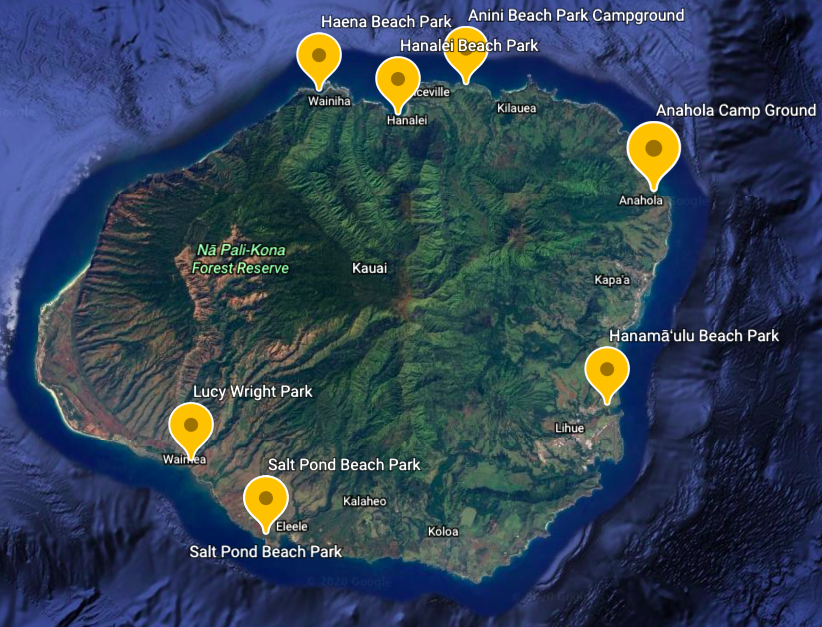 Haena Beach Park
Anini Beach Park Campground
Hanalei Beach Park
ceville
Wainiha
Hanalei
Kilauea
Anahola Camp Ground
Anahola
Google
Nā Pali-Kona
Forest Reserve
Kauai
Kapa'a
Hanamā'ulu Beach Park
Lucy Wright Park
Lihue
Waimea
Salt Pond Beach Park
Kalaheo
Eleele
Koloa
Salt Pond Beach Park
© 2020 Google